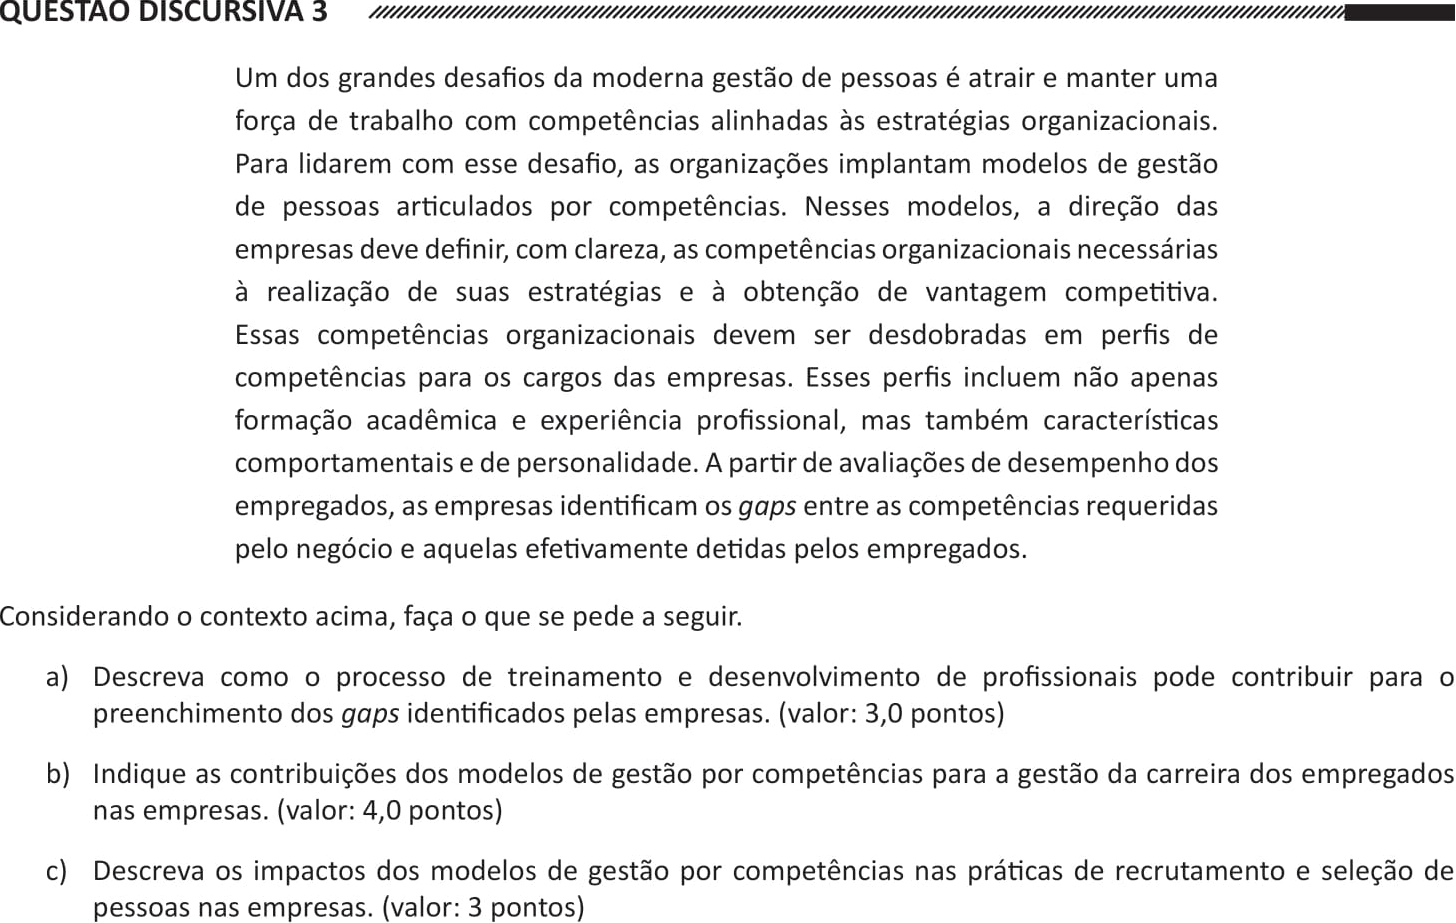 QUESTÃO DISCURSIVA 3
Um dos grandes desafios da moderna gestão de pessoas é atrair e manter uma
força de trabalho com competências alinhadas às estratégias organizacionais.
Para lidarem com esse desafio, as organizações implantam modelos de gestão
de pessoas articulados por competências. Nesses modelos, a direção das
empresas deve definir, com clareza, as competências organizacionais necessárias
à realização de suas estratégias e à obtenção de vantagem competitiva.
Essas competências organizacionais devem ser desdobradas em perfis de
competências para os cargos das empresas. Esses perfis incluem não apenas
formação acadêmica e experiência profissional, mas também características
comportamentais e de personalidade. A partir de avaliações de desempenho dos
empregados, as empresas identificam os gaps entre as competências requeridas
pelo negócio e aquelas efetivamente detidas pelos empregados.
Considerando o contexto acima, faça o que se pede a seguir.
a) Descreva como o processo de treinamento e desenvolvimento de profissionais pode contribuir para o
preenchimento dos gaps identificados pelas empresas. (valor: 3,0 pontos)
b) Indique as contribuições dos modelos de gestão por competências para a gestão da carreira dos empregados
nas empresas. (valor: 4,0 pontos)
c) Descreva os impactos dos modelos de gestão por competências nas práticas de recrutamento e seleção de
pessoas nas empresas. (valor: 3 pontos)